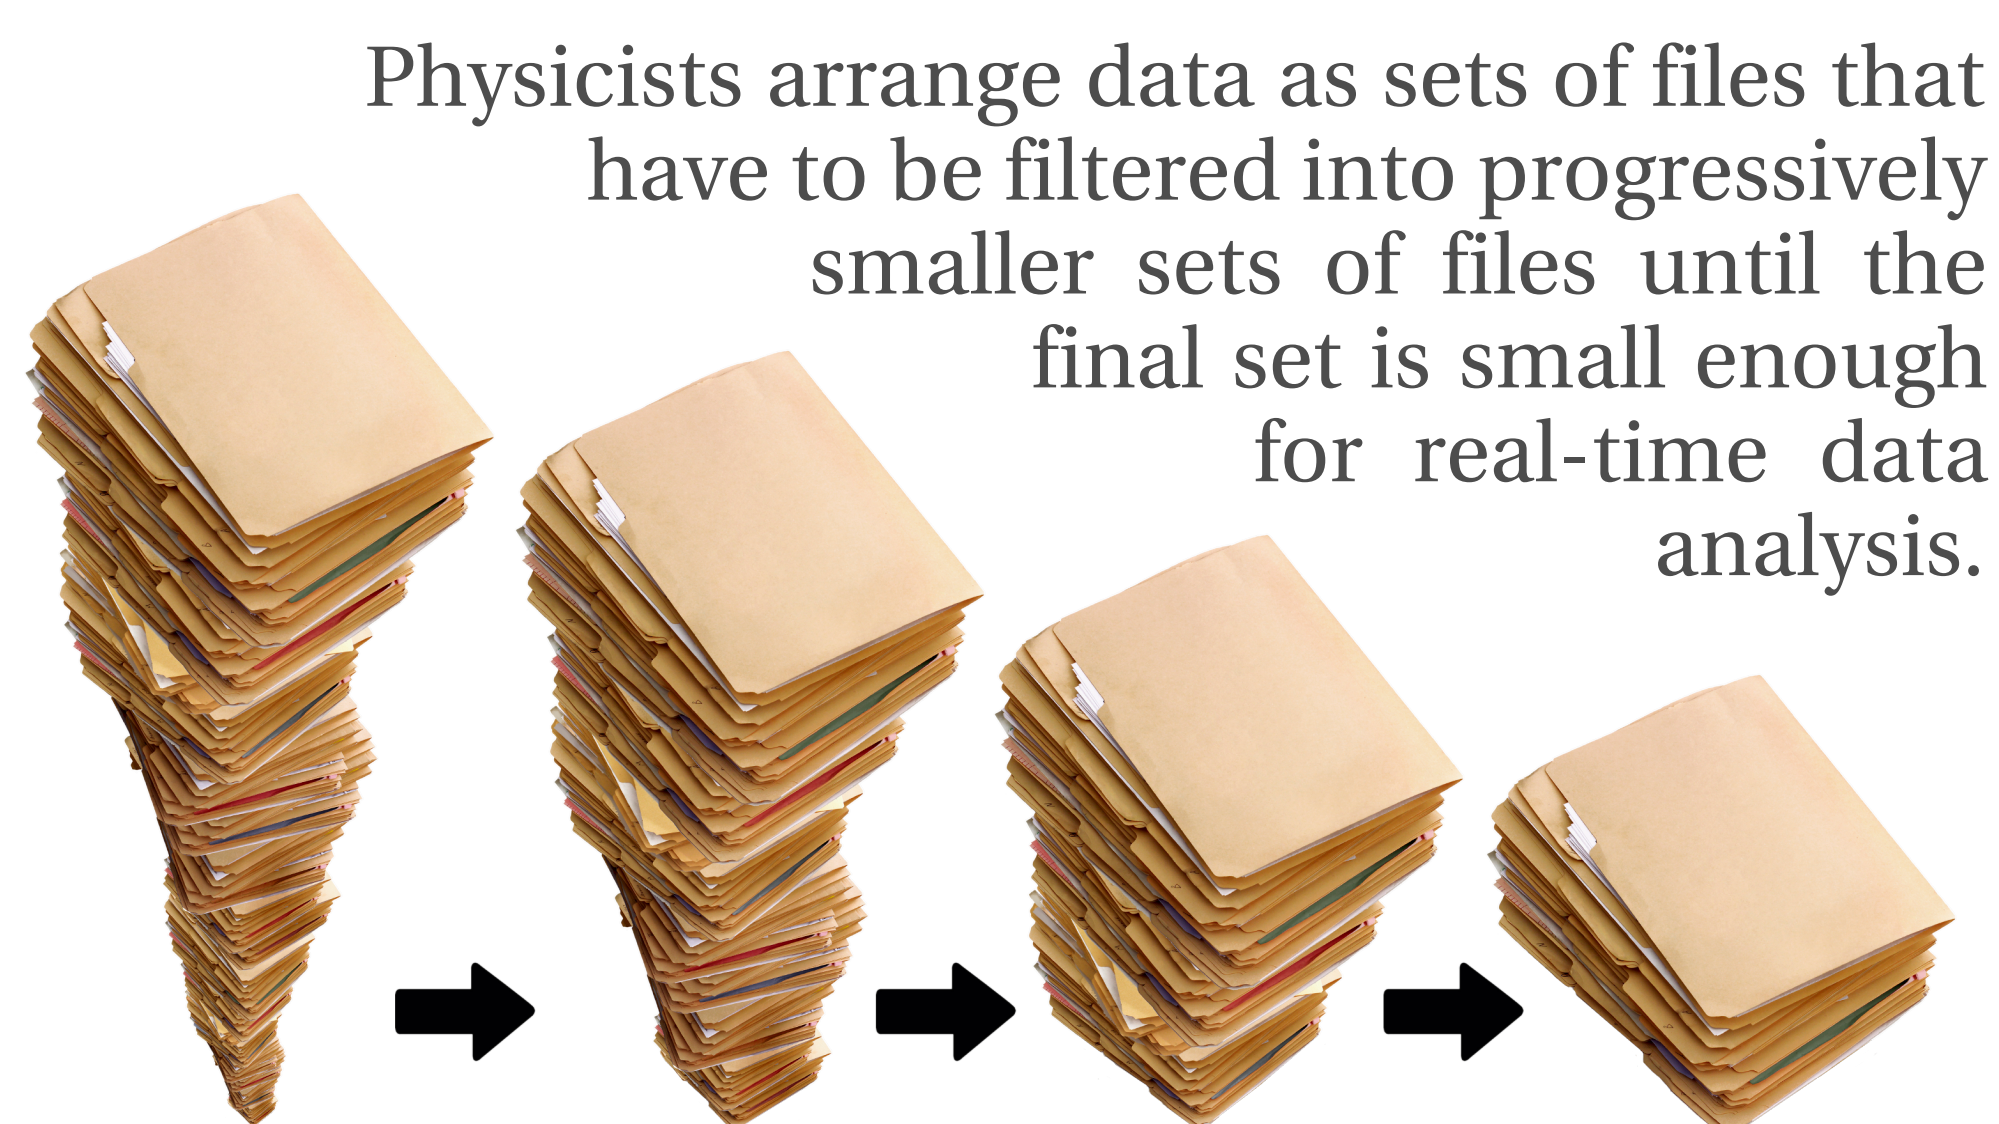 Physicists arrange data as sets of files that
have to be filtered into progressively
smaller sets of files until the
final set is small enough
for real-time data
analysis.